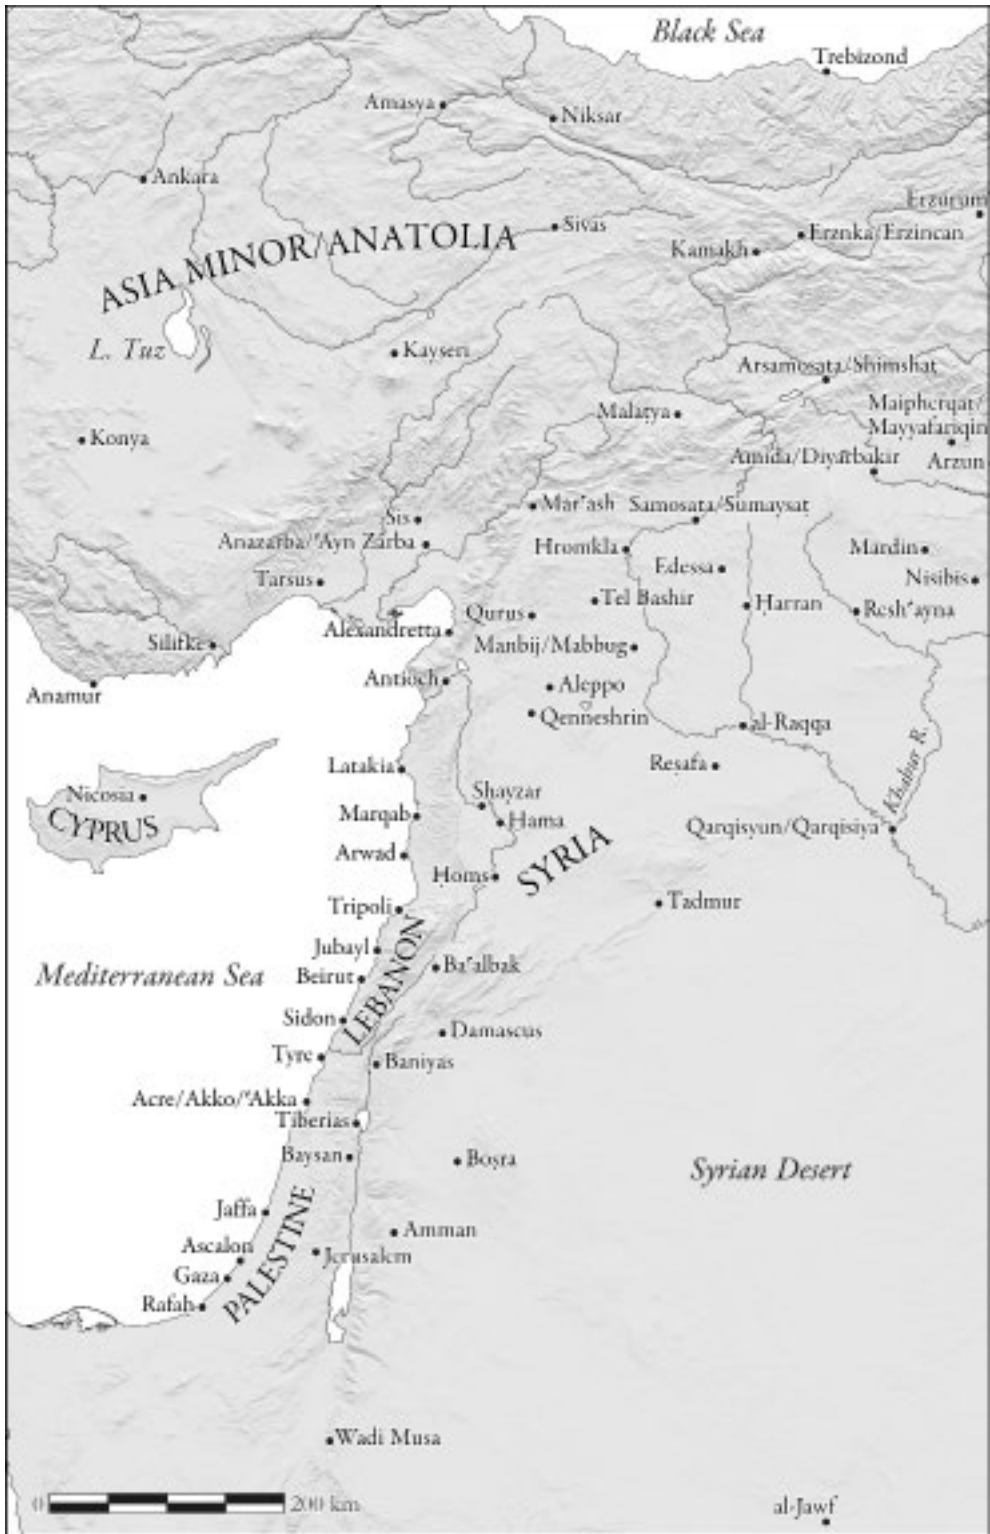 Black Sea
Trebizond
Amasya
Niksar
Ankara
Erzurum
Sivas
Erznka/Erzincan
Kamakh
ASIA MINOR/ANATOLIA
L. Tuz
Kayseri
Arsamosata/Shimshat
Malatya
Maipherqat/
Mayyafariqin
Konya
Amida/Diyarbakir
Arzun
Mar‘ash
Samosata/Sumaysat
Sis
Anazarba/‘Ayn Zarba
Hromkla
Mardin
Edessa
Tarsus
Nisibis
Tel Bashir
Harran
Resh‘ayna
Qurus
Alexandretta
Silifke
Manbij/Mabbug
Antioch
Aleppo
Anamur
Qenneshrin
al-Raqqa
Latakia
Reṣafa
Khabur R.
Nicosia
Shayzar
CYPRUS
Marqab
Hama
Qarqisyun/Qarqisiya
Arwad
SYRIA
Homs
Tripoli
Tadmur
Jubayl
LEBANON
Mediterranean Sea
Beirut
Ba‘albak
Sidon
Damascus
Tyre
Baniyas
Acre/Akko/‘Akka
Tiberias
Baysan
Boṣra
Syrian Desert
Jaffa
Amman
Ascalon
PALESTINE
Jerusalem
Gaza
Rafah
Wadi Musa
0
200 km
al-Jawf